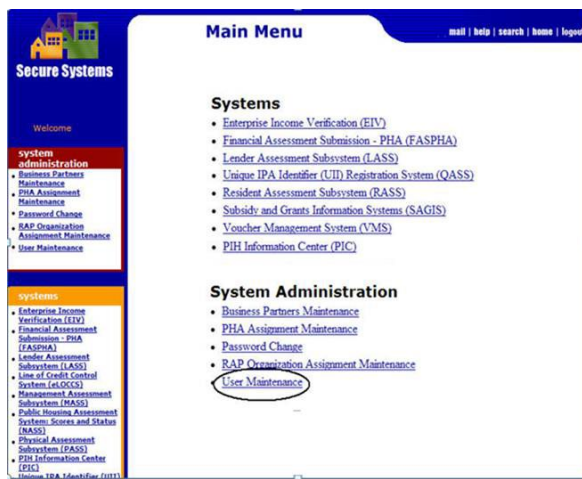 Secure Systems
Welcome
system
administration
Business Partners
Maintenance
PHA Assignment
Maintenance
Password Change
RAP Organization
Assignment Maintenance
User Maintenance
systems
Enterprise Income
Verification (EIV)
Financial Assessment
Submission - PHA
(FASPHA)
Lender Assessment
Subsystem (LASS)
Line of Credit Control
System (eLOCCS)
Management Assessment
Subsystem (MASS)
Public Housing Assessment
System: Scores and Status
(NASS)
Physical Assessment
Subsystem (PASS)
PIH Information Center
(PIC)
Unique IPA Identifier (UII)
Main Menu
mail | help | search | home | logout
Systems
• Enterprise Income Verification (EIV)
• Financial Assessment Submission - PHA (FASPHA)
• Lender Assessment Subsystem (LASS)
• Unique IPA Identifier (UII) Registration System (QASS)
• Resident Assessment Subsystem (RASS)
• Subsidy and Grants Information Systems (SAGIS)
• Voucher Management System (VMS)
• PIH Information Center (PIC)
System Administration
• Business Partners Maintenance
• PHA Assignment Maintenance
• Password Change
• RAP Organization Assignment Maintenance
• User Maintenance